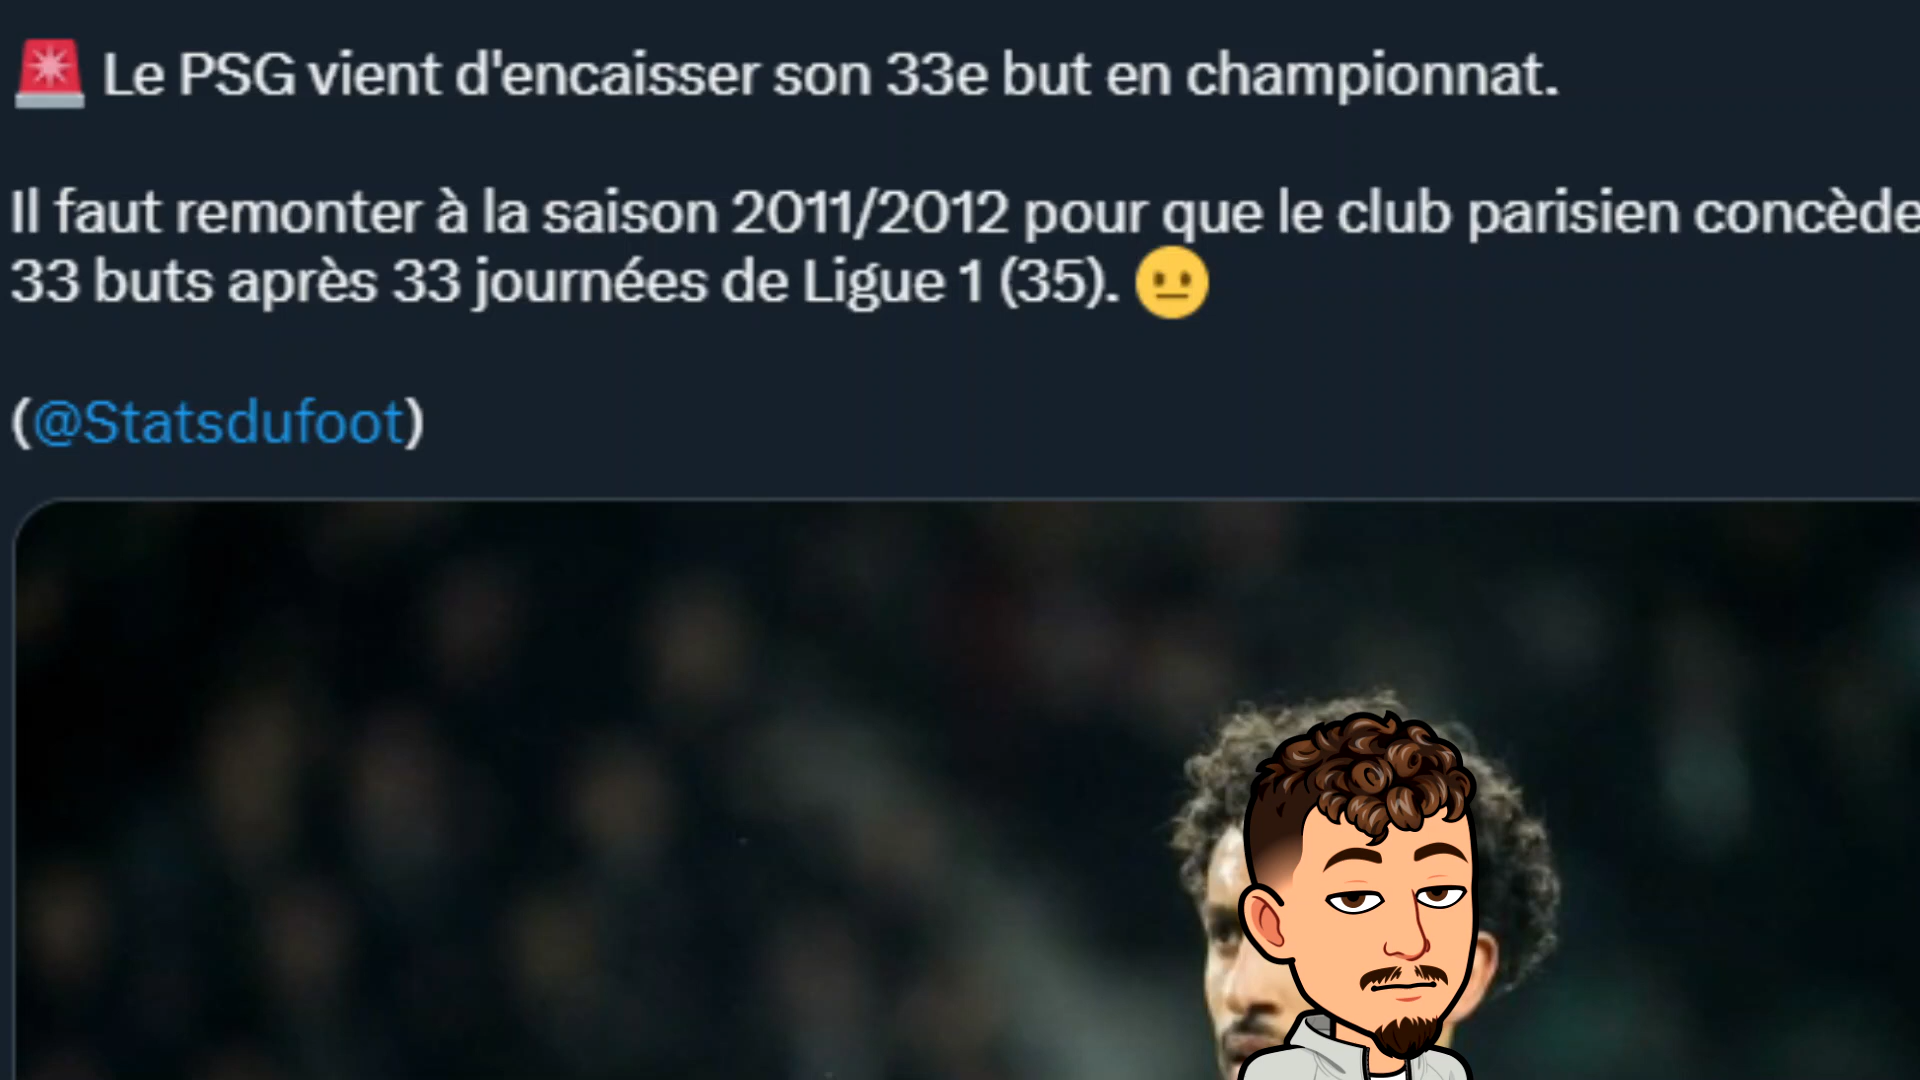 Le PSG vient d'encaisser son 33e but en championnat.
Il faut remonter à la saison 2011/2012 pour que le club parisien concède
33 buts après 33 journées de Ligue 1 (35).
(@Statsdufoot)